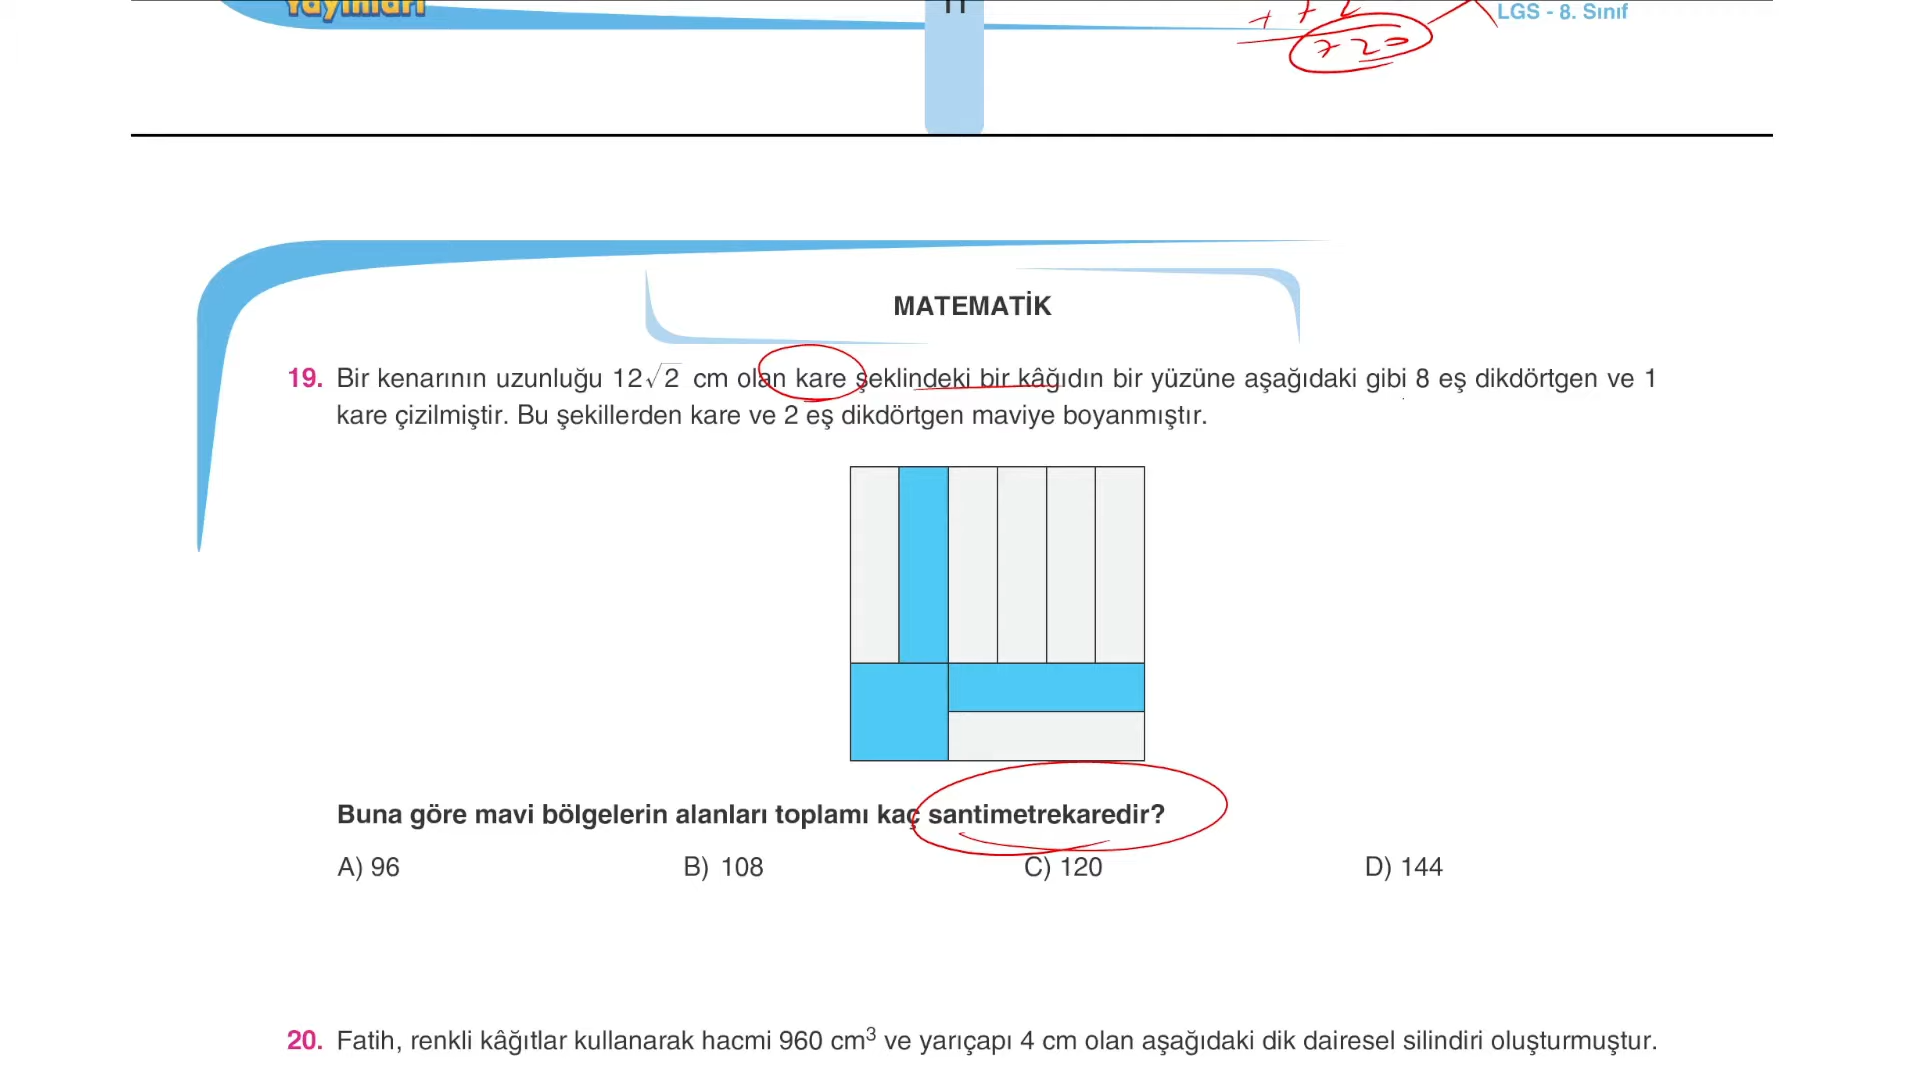 Yayınları
11
LGS - 8. Sınıf
720
MATEMATİK
19. Bir kenarının uzunluğu 12√2 cm olan kare şeklindeki bir kâğıdın bir yüzüne aşağıdaki gibi 8 eş dikdörtgen ve 1
kare çizilmiştir. Bu şekillerden kare ve 2 eş dikdörtgen maviye boyanmıştır.
Buna göre mavi bölgelerin alanları toplamı kaç santimetrekaredir?
A) 96 B) 108 C) 120 D) 144
20. Fatih, renkli kâğıtlar kullanarak hacmi 960 cm³ ve yarıçapı 4 cm olan aşağıdaki dik dairesel silindiri oluşturmuştur.